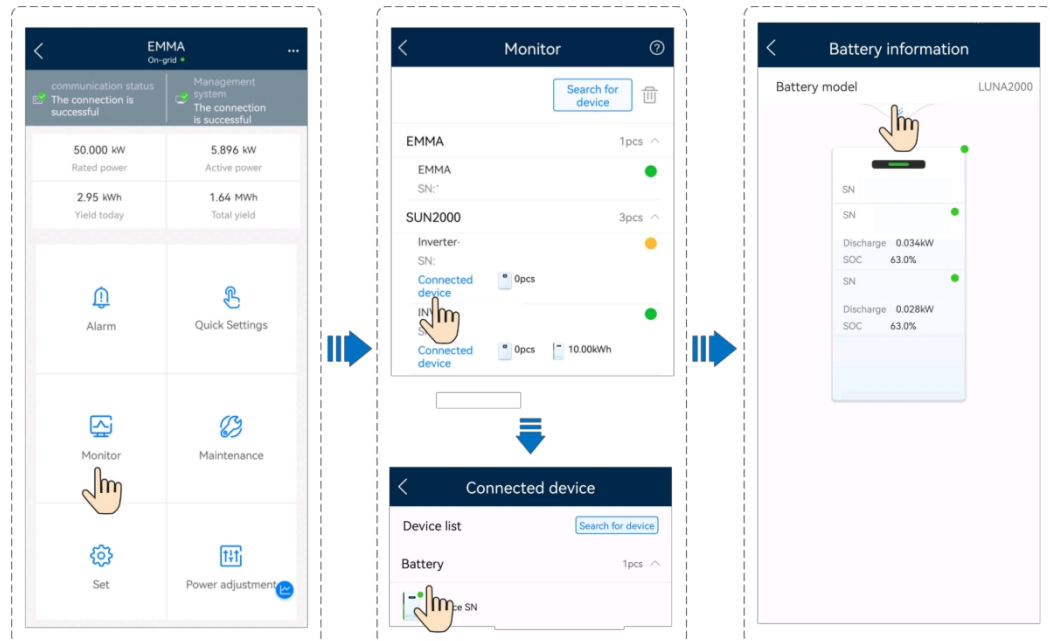 EMMA
On-grid
communication status
The connection is
successful
Management
system
The connection
is successful
50.000 kW
Rated power
5.896 kW
Active power
2.95 kWh
Yield today
1.64 MWh
Total yield
Alarm
Quick Settings
Monitor
Maintenance
Set
Power adjustment
Monitor
Search for
device
EMMA 1pcs
EMMA
SN:
SUN2000 3pcs
Inverter-
SN:
Connected
device
0pcs
Connected
device
0pcs
10.00kWh
Connected device
Device list
Search for device
Battery 1pcs
SN
Battery information
Battery model LUNA2000
SN
SN
Discharge 0.034kW
SOC 63.0%
SN
Discharge 0.028kW
SOC 63.0%